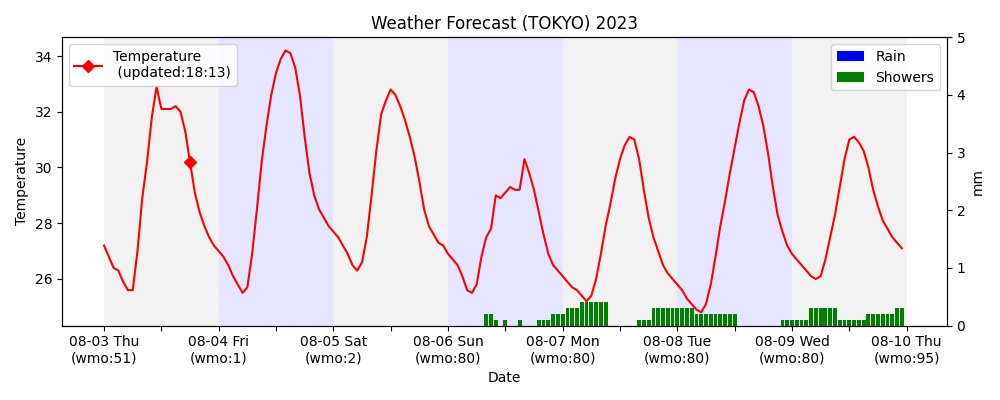 Weather Forecast (TOKYO) 2023
Temperature
(updated:18:13)
Rain
Showers
34
32
30
28
26
Temperature
5
4
3
2
1
0
mm
08-03 Thu
(wmo:51)
08-04 Fri
(wmo:1)
08-05 Sat
(wmo:2)
08-06 Sun
(wmo:80)
08-07 Mon
(wmo:80)
08-08 Tue
(wmo:80)
08-09 Wed
(wmo:80)
08-10 Thu
(wmo:95)
Date